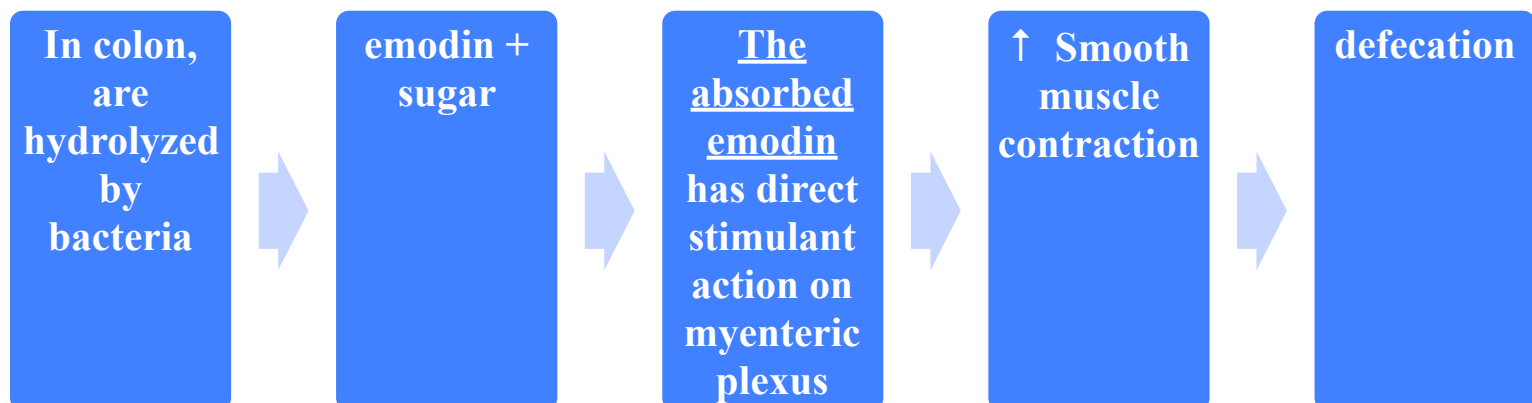 In colon,
are
hydrolyzed
by
bacteria
emodin +
sugar
The
absorbed
emodin
has direct
stimulant
action on
myenteric
plexus
↑ Smooth
muscle
contraction
defecation